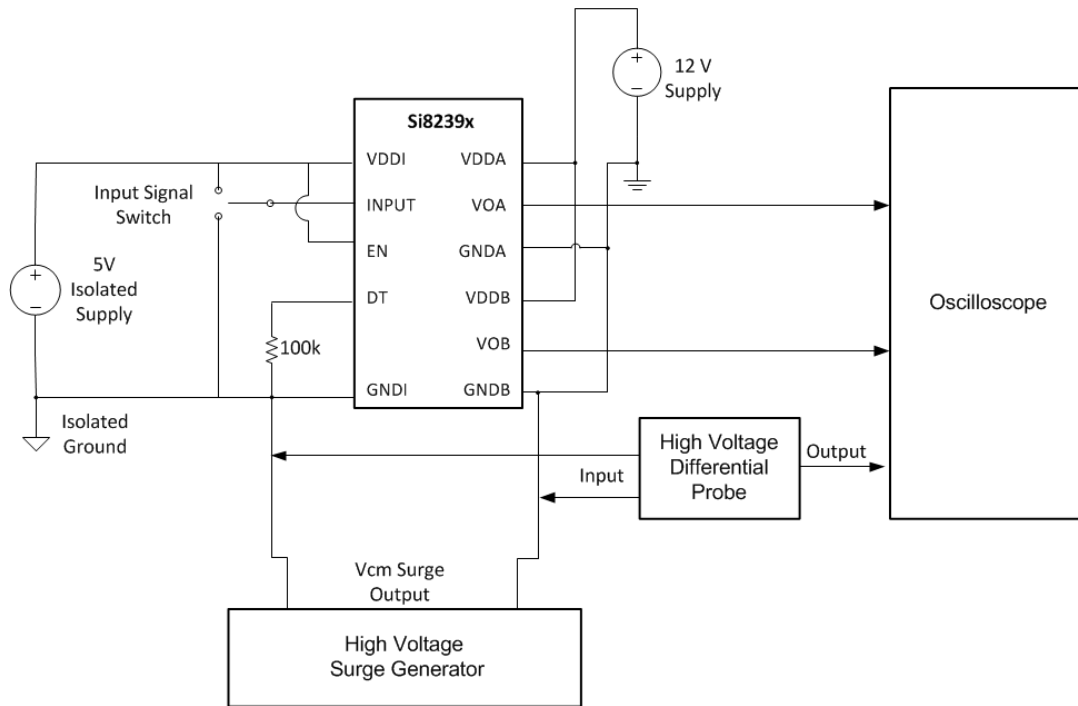 12 V
Supply
Si8239x
VDDI
VDDA
Input Signal
Switch
INPUT
VOA
EN
GNDA
5V
Isolated
Supply
+
−
+
−
DT
VDDB
Oscilloscope
100k
VOB
GNDI
GNDB
Isolated
Ground
High Voltage
Differential
Probe
Input
Output
Vcm Surge
Output
High Voltage
Surge Generator